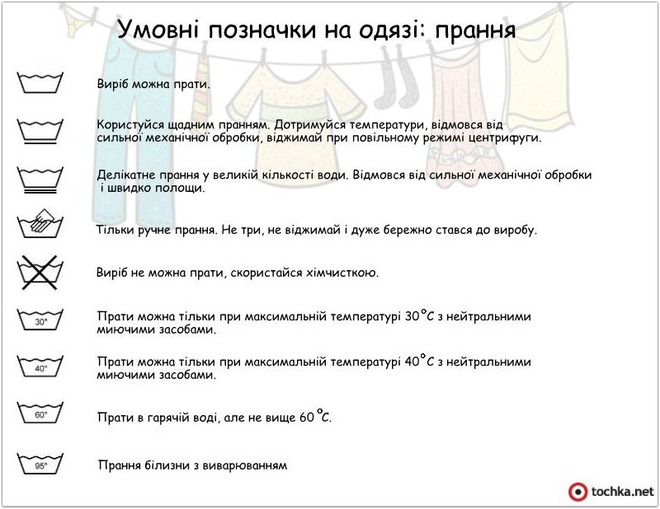 Умовні позначки на одязі: прання
Виріб можна прати.
Користуйся щадним пранням. Дотримуйся температури, відмовся від
сильної механічної обробки, віджимай при повільному режимі центрифуги.
Делікатне прання у великій кількості води. Відмовся від сильної механічної обробки
і швидко полощи.
Тільки ручне прання. Не три, не віджимай і дуже бережно стався до виробу.
Виріб не можна прати, скористайся хімчисткою.
30°
Прати можна тільки при максимальній температурі 30°С з нейтральними
миючими засобами.
40°
Прати можна тільки при максимальній температурі 40°С з нейтральними
миючими засобами.
60°
Прати в гарячій воді, але не вище 60°С.
95°
Прання білизни з виварюванням
tochka.net